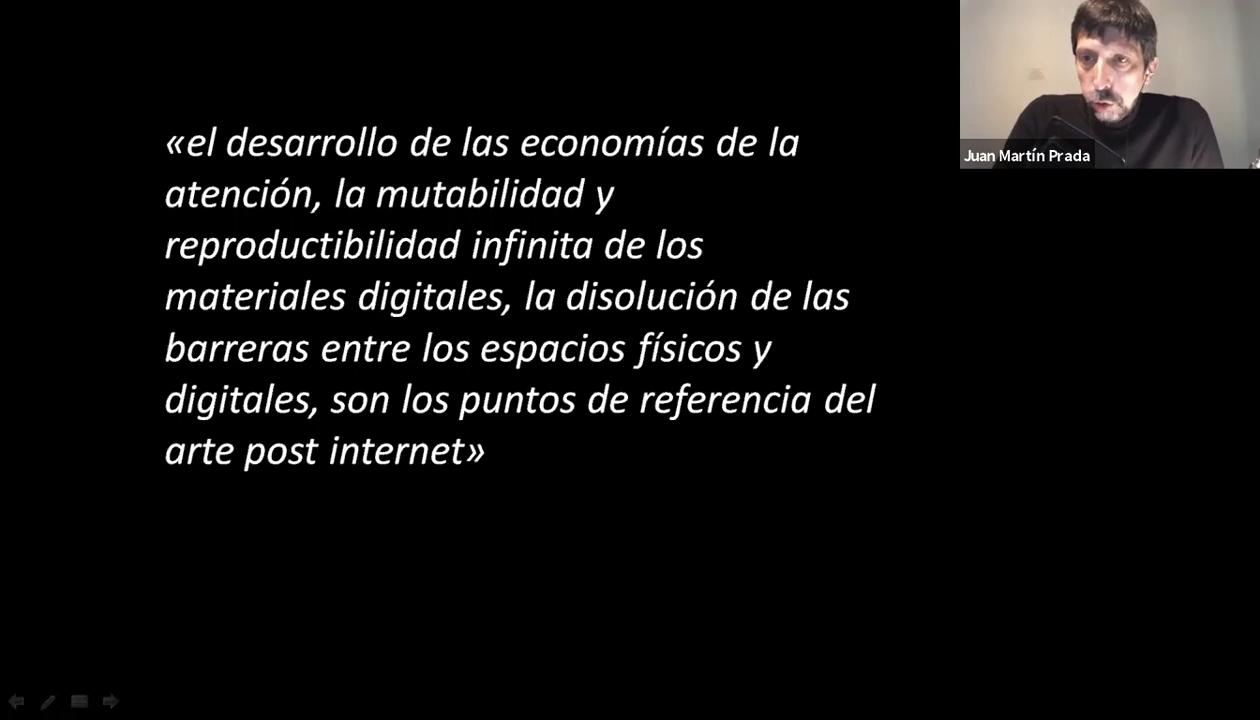 «el desarrollo de las economías de la
atención, la mutabilidad y
reproductibilidad infinita de los
materiales digitales, la disolución de las
barreras entre los espacios físicos y
digitales, son los puntos de referencia del
arte post internet»
Juan Martín Prada